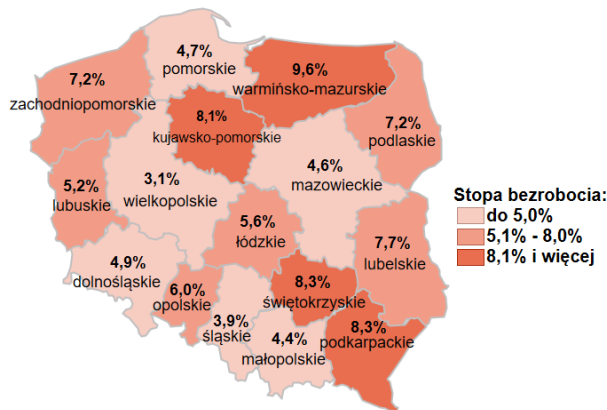 4,7%
pomorskie
9,6%
warmińsko-mazurskie
7,2%
zachodniopomorskie
8,1%
kujawsko-pomorskie
7,2%
podlaskie
4,6%
mazowieckie
3,1%
wielkopolskie
5,2%
lubuskie
5,6%
łódzkie
Stopa bezrobocia:
do 5,0%
5,1% - 8,0%
8,1% i więcej
7,7%
lubelskie
4,9%
dolnośląskie
6,0%
opolskie
8,3%
świętokrzyskie
3,9%
śląskie
4,4%
małopolskie
8,3%
podkarpackie